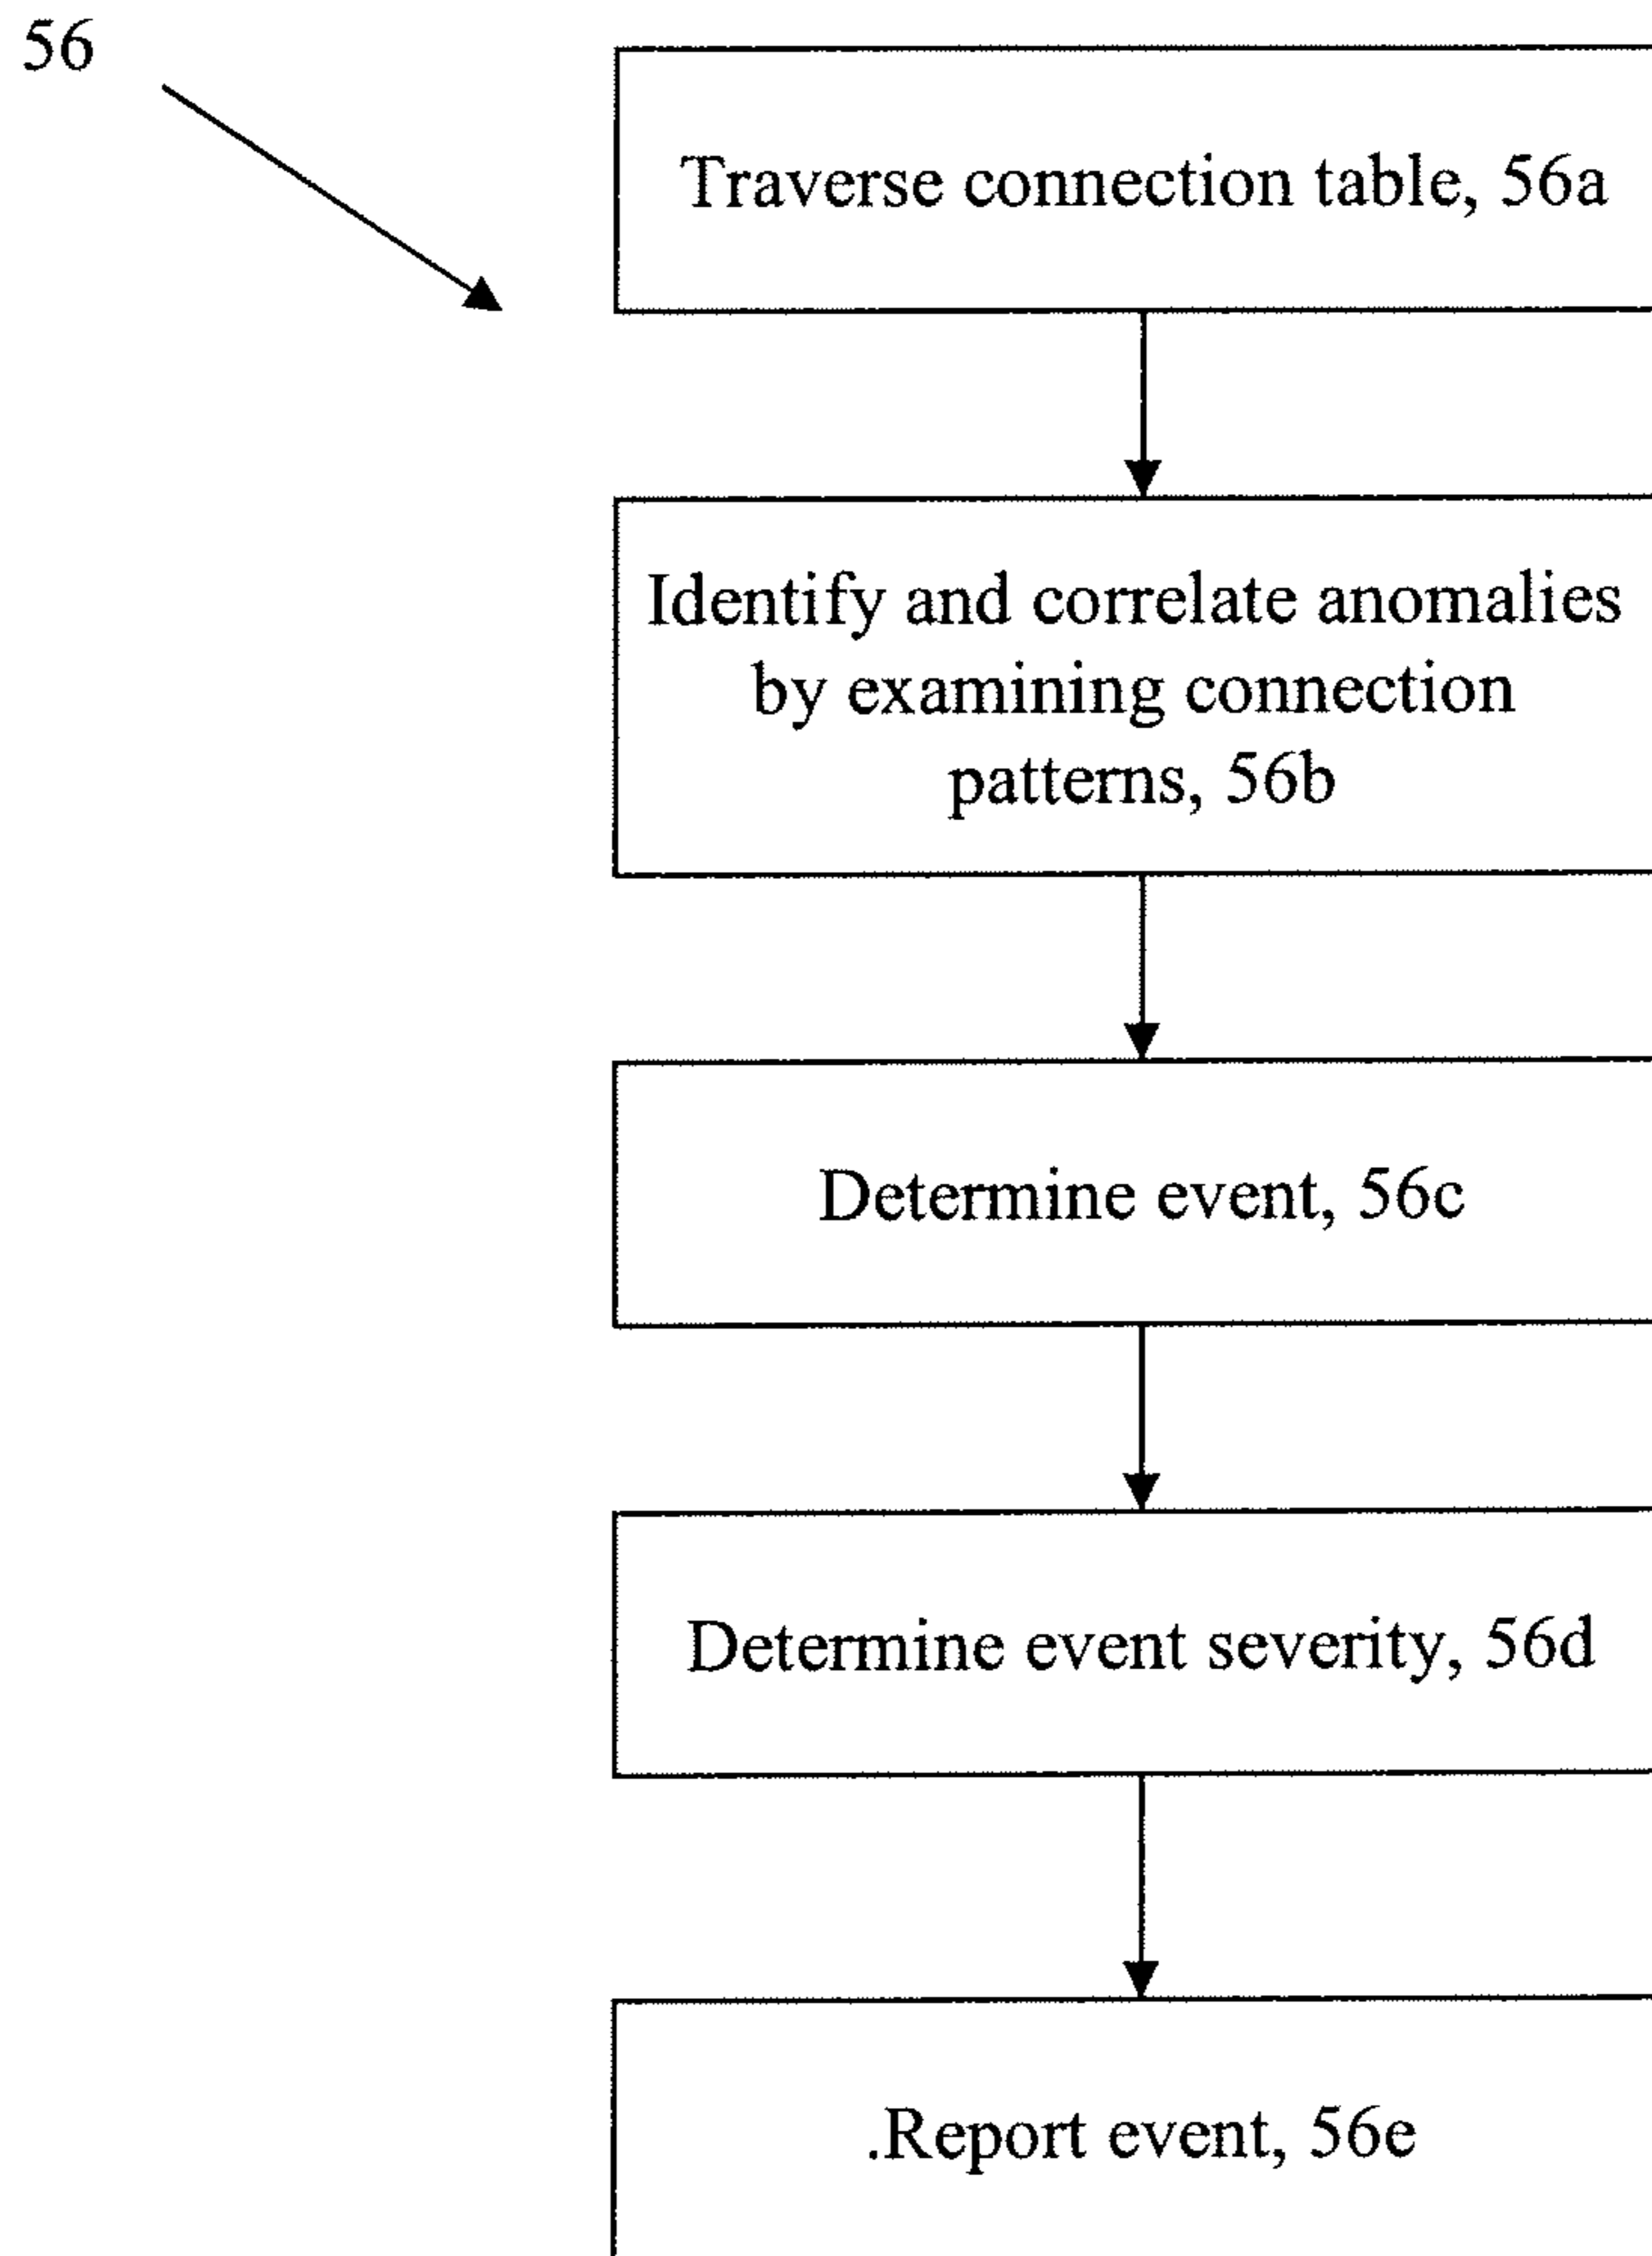 56
Traverse connection table, 56a
Identify and correlate anomalies
by examining connection
patterns, 56b
Determine event, 56c
Determine event severity, 56d
.Report event, 56e